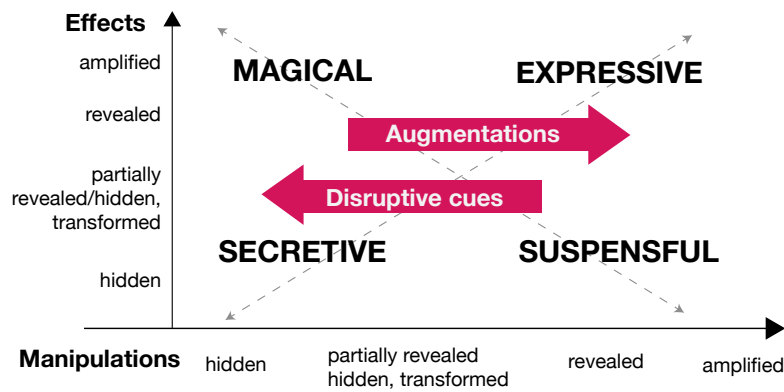 Effects
amplified
MAGICAL
EXPRESSIVE
revealed
Augmentations
partially
revealed/hidden,
transformed
Disruptive cues
SECRETIVE
SUSPENSFUL
hidden
Manipulations
hidden
partially revealed
hidden, transformed
revealed
amplified